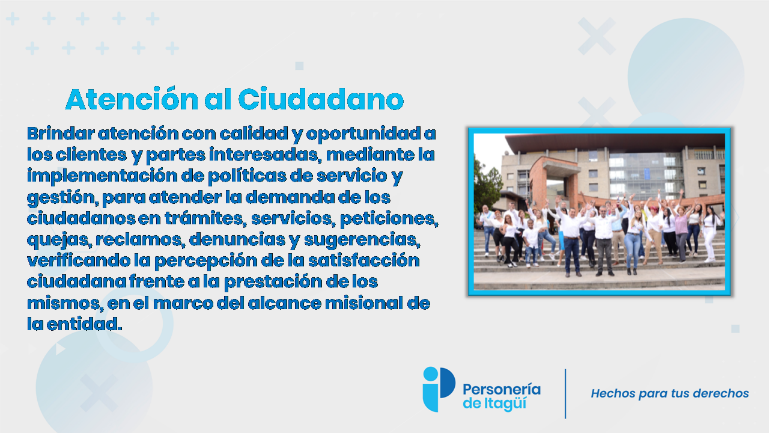 Atención al Ciudadano
Brindar atención con calidad y oportunidad a
los clientes y partes interesadas, mediante la
implementación de políticas de servicio y
gestión, para atender la demanda de los
ciudadanos en trámites, servicios, peticiones,
quejas, reclamos, denuncias y sugerencias,
verificando la percepción de la satisfacción
ciudadana frente a la prestación de los
mismos, en el marco del alcance misional de
la entidad.
Personería
de Itagüí
Hechos para tus derechos